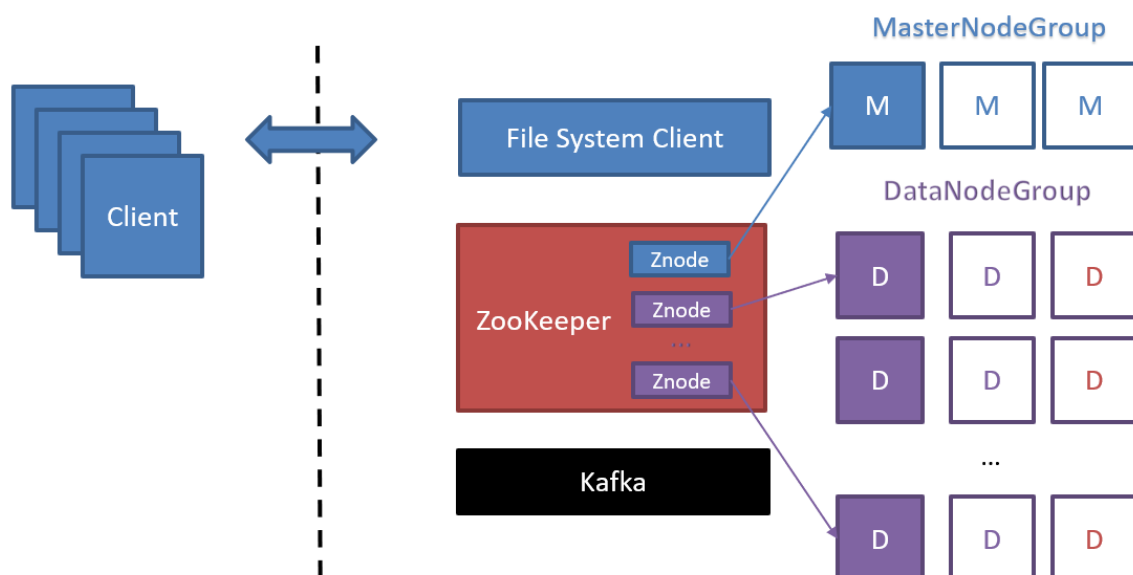 MasterNodeGroup
M M M
File System Client
Client
DataNodeGroup
ZooKeeper
Znode
Znode
...
Znode
D D D
D D D
...
D D D
Kafka